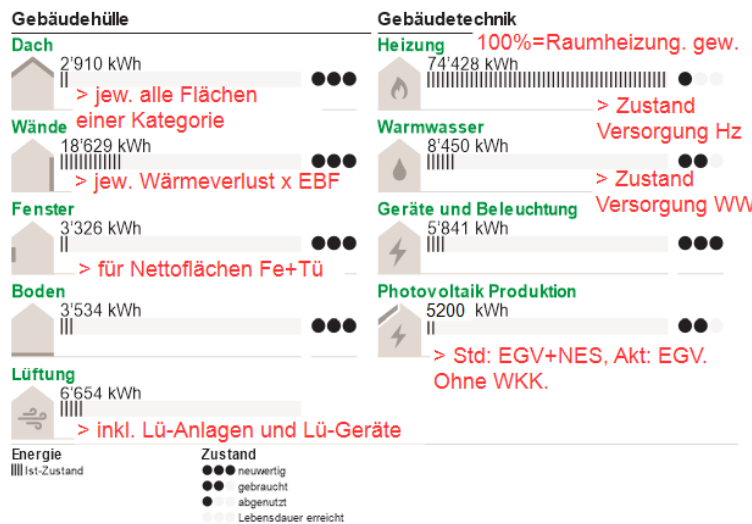 Gebäudehülle
Dach
2'910 kWh
> jew. alle Flächen
einer Kategorie
Wände
18'629 kWh
> jew. Wärmeverlust x EBF
Fenster
3'326 kWh
> für Nettoflächen Fe+Tü
Boden
3'534 kWh
Lüftung
6'654 kWh
> inkl. Lü-Anlagen und Lü-Geräte
Gebäudetechnik
Heizung
100%=Raumheizung. gew.
74'428 kWh
> Zustand
Versorgung Hz
Warmwasser
8'450 kWh
> Zustand
Versorgung WW
Geräte und Beleuchtung
5'841 kWh
Photovoltaik Produktion
5200 kWh
> Std: EGV+NES, Akt: EGV.
Ohne WKK.
Energie
Ist-Zustand
Zustand
neuwertig
gebraucht
abgenutzt
Lebensdauer erreicht